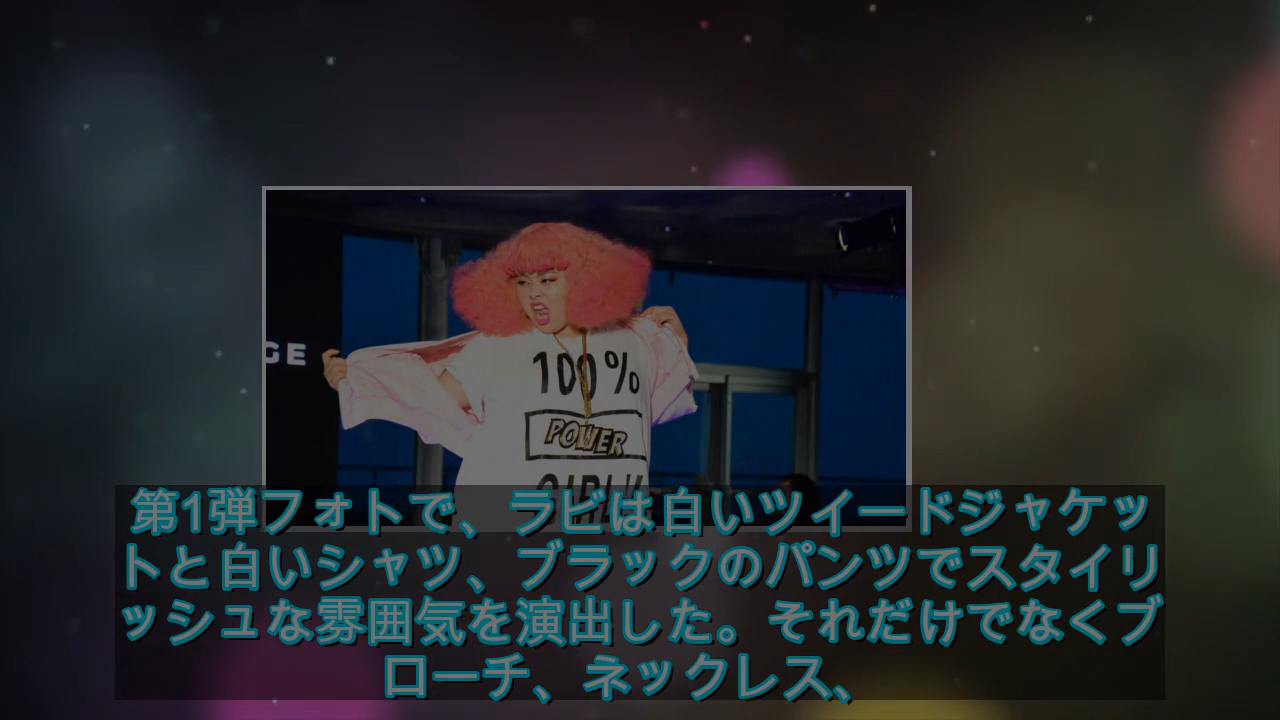 GE
100%
POWER
GIRLY
第1弾フォトで、ラビは白いツイードジャケッ
トと白いシャツ、ブラックのパンツでスタイリ
ッシュな雰囲気を演出した。それだけでなくブ
ローチ、ネックレス、